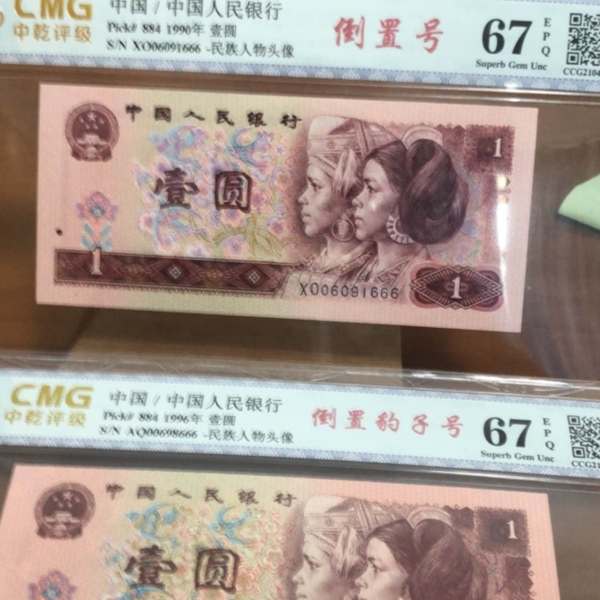 CMG
中乾评级
中国 / 中国人民银行
Pick# 884 1990年 壹圆
S/N XO06091666 -民族人物头像
倒置号
67
EPQ
Superb Gem Unc
CCG2104
中国人民银行
壹圆
1
1
XO06091666
1
CMG
中乾评级
中国 / 中国人民银行
Pick# 884 1996年 壹圆
S/N AQ00698666 -民族人物头像
倒置豹子号
67
EPQ
Superb Gem Unc
CCG21
中国人民银行
壹圆
1